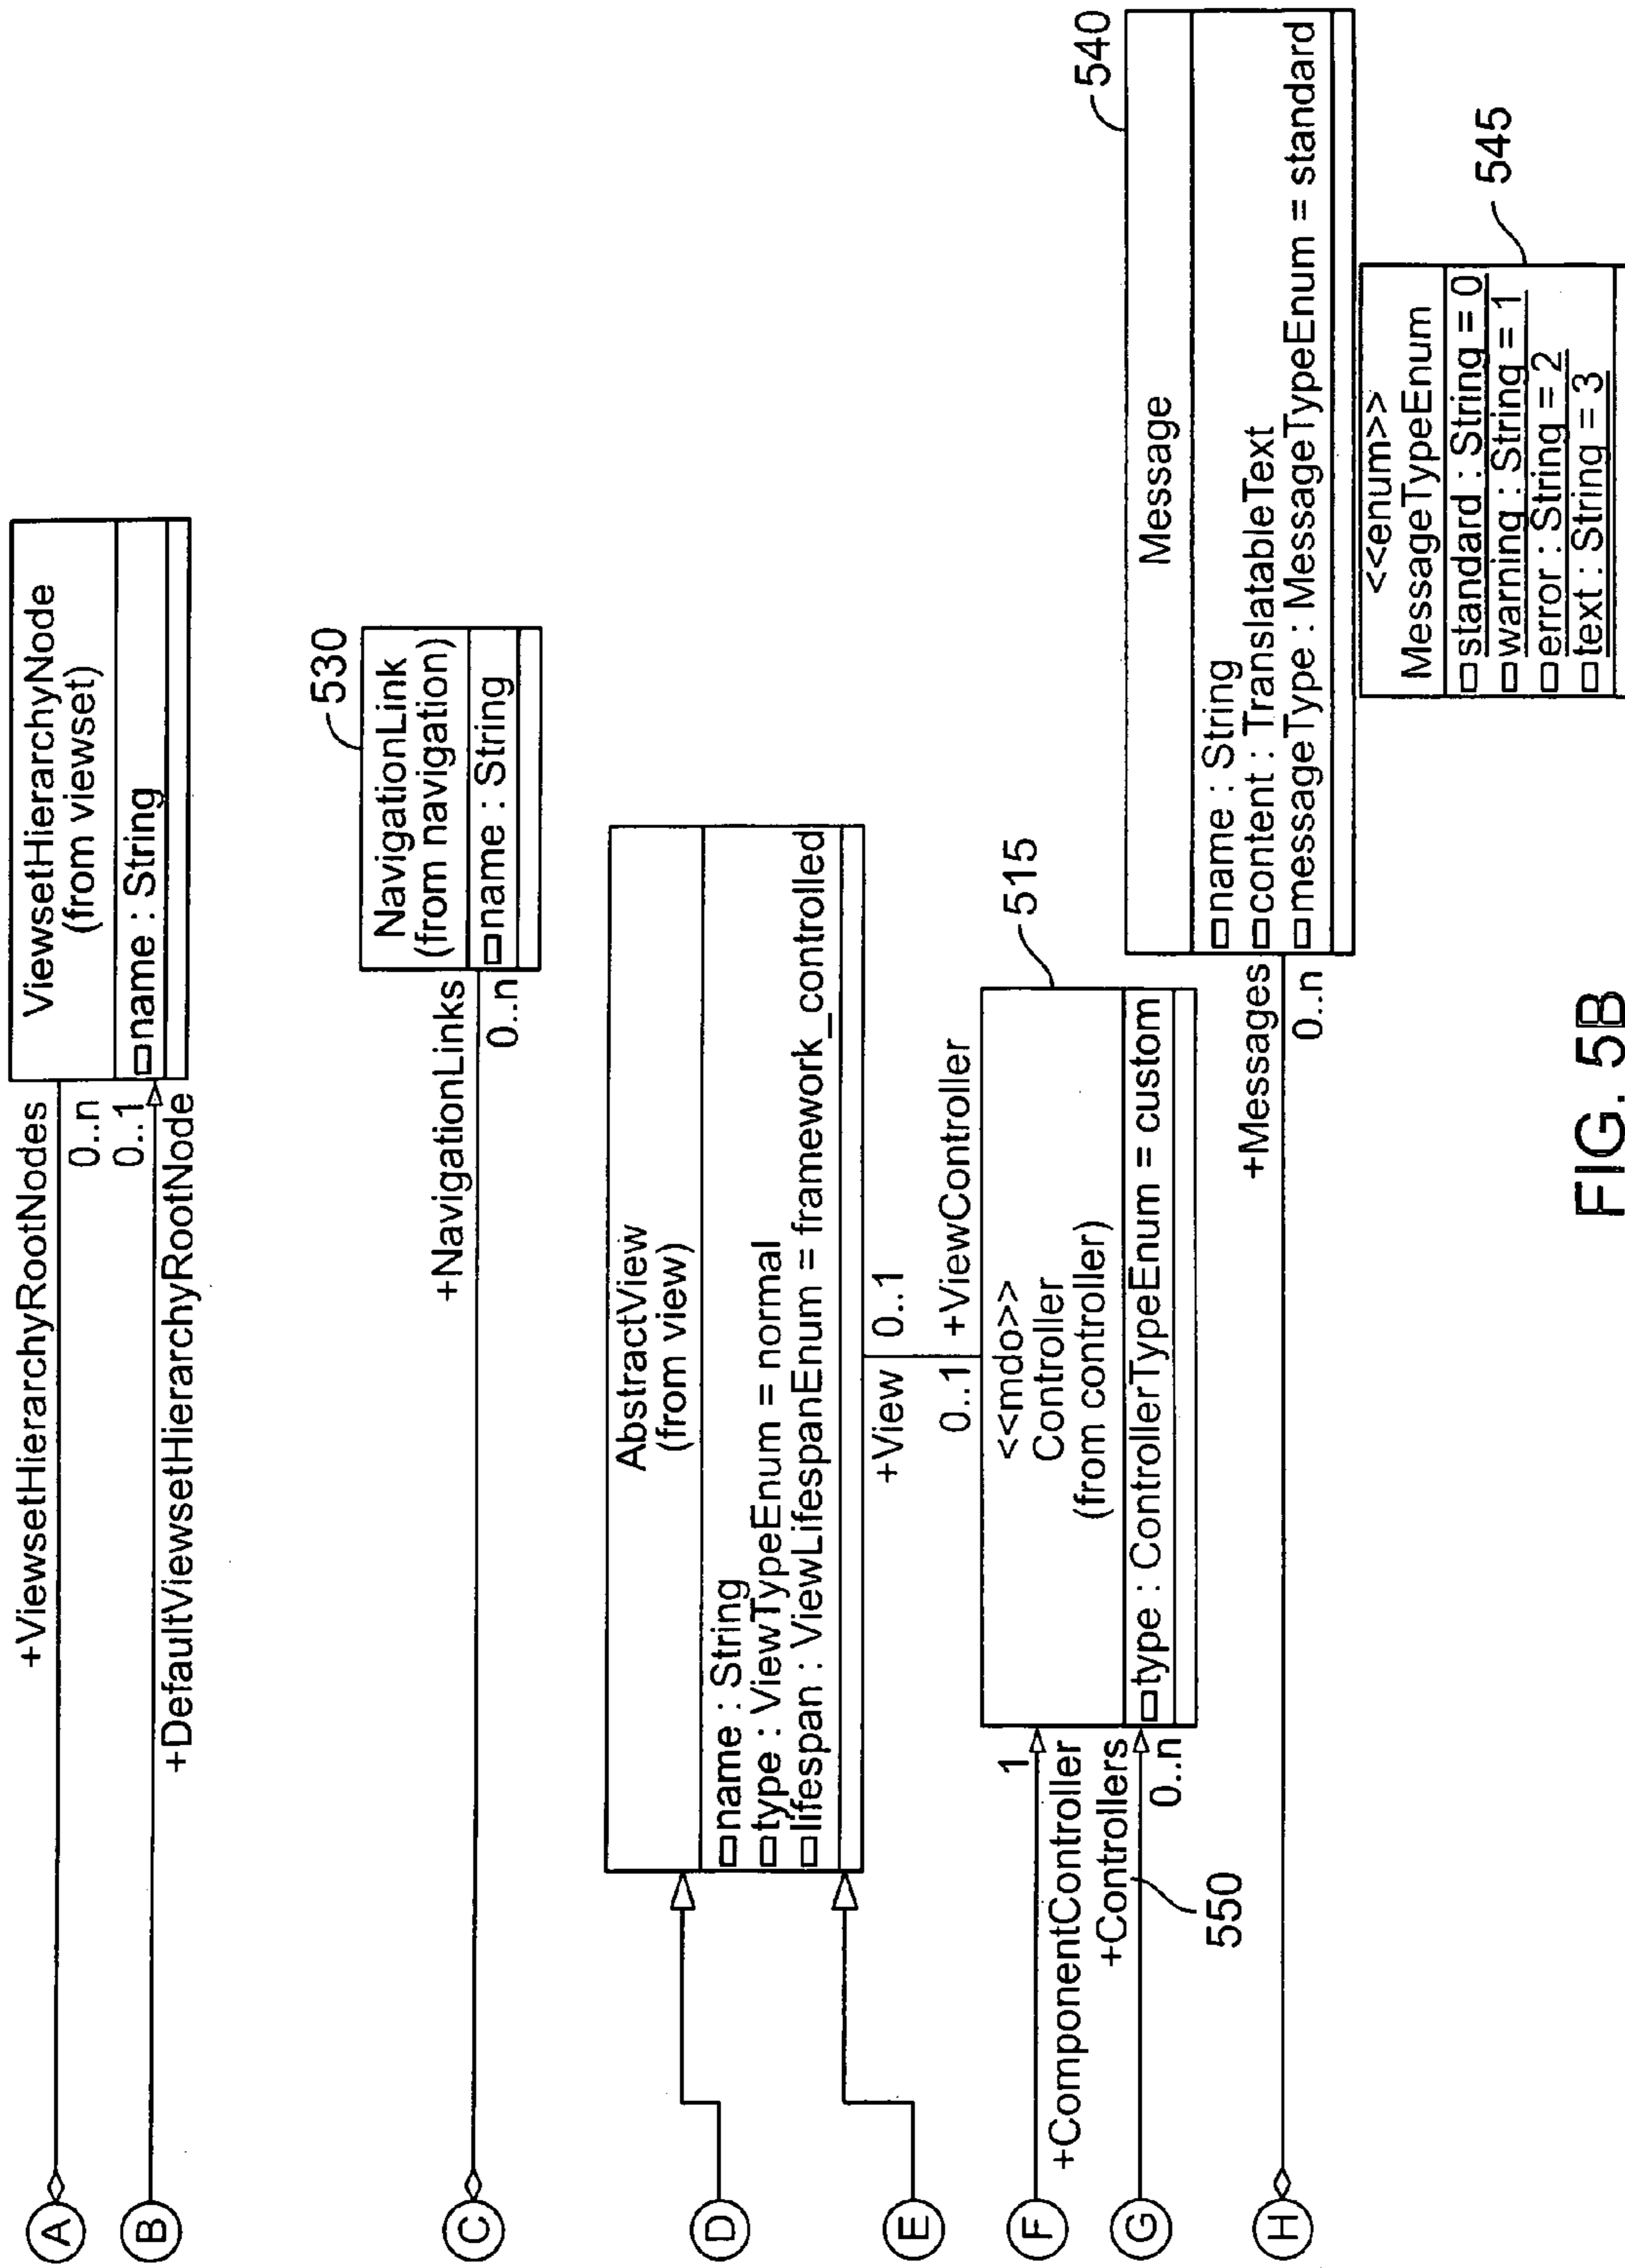 A
+ViewsetHierarchyRootNodes
0..n
ViewsetHierarchyNode
(from viewset)
name : String
B
0..1
+DefaultViewsetHierarchyRootNode
C
+NavigationLinks
0..n
530
NavigationLink
(from navigation)
name : String
D
E
AbstractView
(from view)
name : String
type : ViewTypeEnum = normal
lifespan : ViewLifespanEnum = framework_controlled
+View 0..1
0..1 +ViewController
F
1
+ComponentController
G
+Controllers
0..n
550
515
<<mdo>>
Controller
(from controller)
type : ControllerTypeEnum = custom
H
+Messages
0..n
540
Message
name : String
content : TranslatableText
messageType : MessageTypeEnum = standard
545
<<enum>>
MessageTypeEnum
standard : String = 0
warning : String = 1
error : String = 2
text : String = 3
FIG. 5B